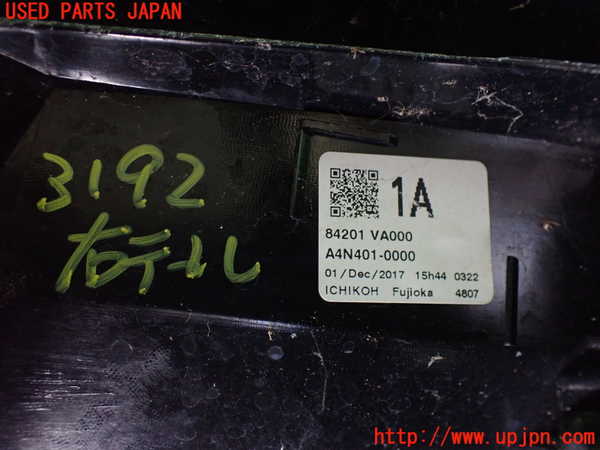 USED PARTS JAPAN
3192
右テール
1A
84201 VA000
A4N401-0000
01/Dec/2017 15h44 0322
ICHIKOH Fujioka 4807
http://www.upjpn.com